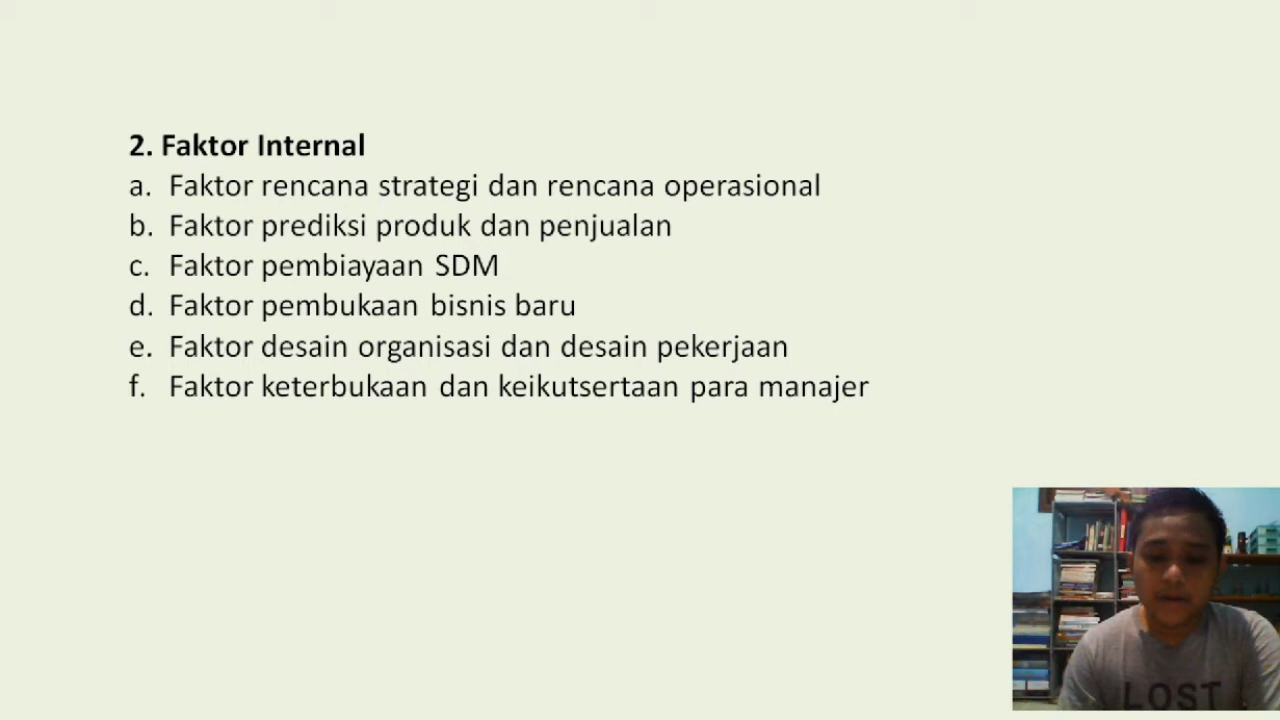 2. Faktor Internal
a. Faktor rencana strategi dan rencana operasional
b. Faktor prediksi produk dan penjualan
c. Faktor pembiayaan SDM
d. Faktor pembukaan bisnis baru
e. Faktor desain organisasi dan desain pekerjaan
f. Faktor keterbukaan dan keikutsertaan para manajer
LOST